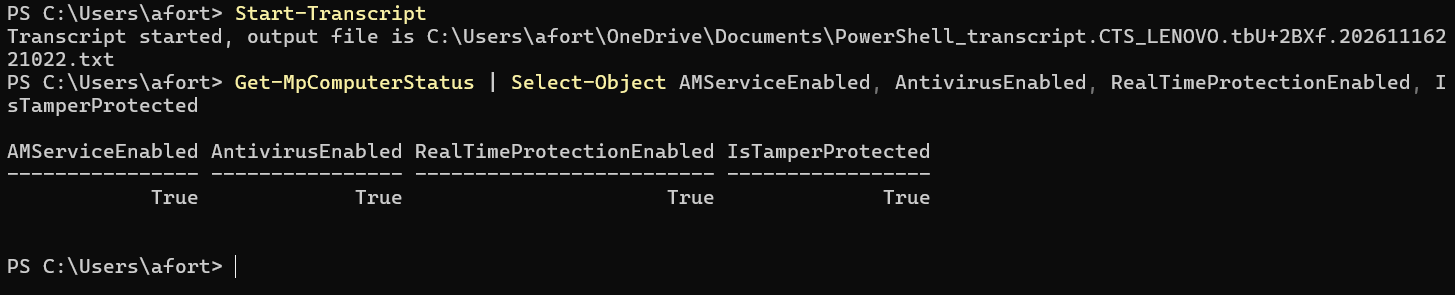 PS C:\Users\afort> Start-Transcript
Transcript started, output file is C:\Users\afort\OneDrive\Documents\PowerShell_transcript.CTS_LENOVO.tbU+2BXf.202611162
21022.txt
PS C:\Users\afort> Get-MpComputerStatus | Select-Object AMServiceEnabled, AntivirusEnabled, RealTimeProtectionEnabled, I
sTamperProtected
AMServiceEnabled AntivirusEnabled RealTimeProtectionEnabled IsTamperProtected
---------------- ---------------- ------------------------- -----------------
True True True True
PS C:\Users\afort>